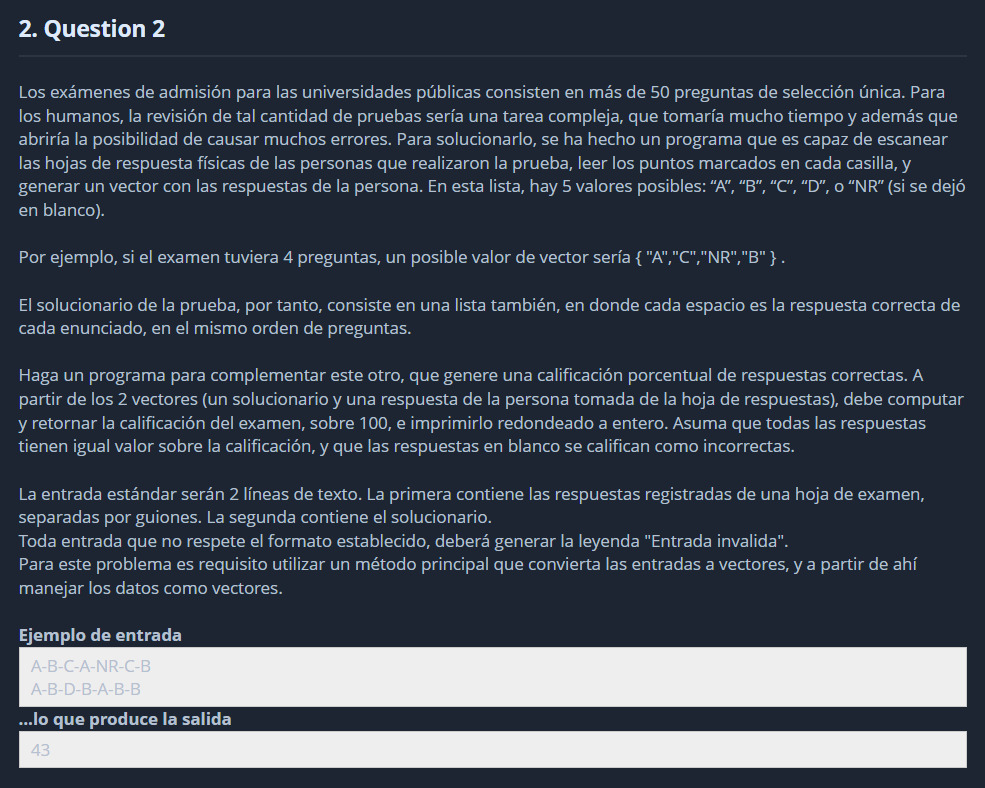 2. Question 2
Los exámenes de admisión para las universidades públicas consisten en más de 50 preguntas de selección única. Para
los humanos, la revisión de tal cantidad de pruebas sería una tarea compleja, que tomaría mucho tiempo y además que
abriría la posibilidad de causar muchos errores. Para solucionarlo, se ha hecho un programa que es capaz de escanear
las hojas de respuesta físicas de las personas que realizaron la prueba, leer los puntos marcados en cada casilla, y
generar un vector con las respuestas de la persona. En esta lista, hay 5 valores posibles: “A”, “B”, “C”, “D”, o “NR” (si se dejó
en blanco).
Por ejemplo, si el examen tuviera 4 preguntas, un posible valor de vector sería { "A","C","NR","B" } .
El solucionario de la prueba, por tanto, consiste en una lista también, en donde cada espacio es la respuesta correcta de
cada enunciado, en el mismo orden de preguntas.
Haga un programa para complementar este otro, que genere una calificación porcentual de respuestas correctas. A
partir de los 2 vectores (un solucionario y una respuesta de la persona tomada de la hoja de respuestas), debe computar
y retornar la calificación del examen, sobre 100, e imprimirlo redondeado a entero. Asuma que todas las respuestas
tienen igual valor sobre la calificación, y que las respuestas en blanco se califican como incorrectas.
La entrada estándar serán 2 líneas de texto. La primera contiene las respuestas registradas de una hoja de examen,
separadas por guiones. La segunda contiene el solucionario.
Toda entrada que no respete el formato establecido, deberá generar la leyenda "Entrada invalida".
Para este problema es requisito utilizar un método principal que convierta las entradas a vectores, y a partir de ahí
manejar los datos como vectores.
Ejemplo de entrada
A-B-C-A-NR-C-B
A-B-D-B-A-B-B
...lo que produce la salida
43